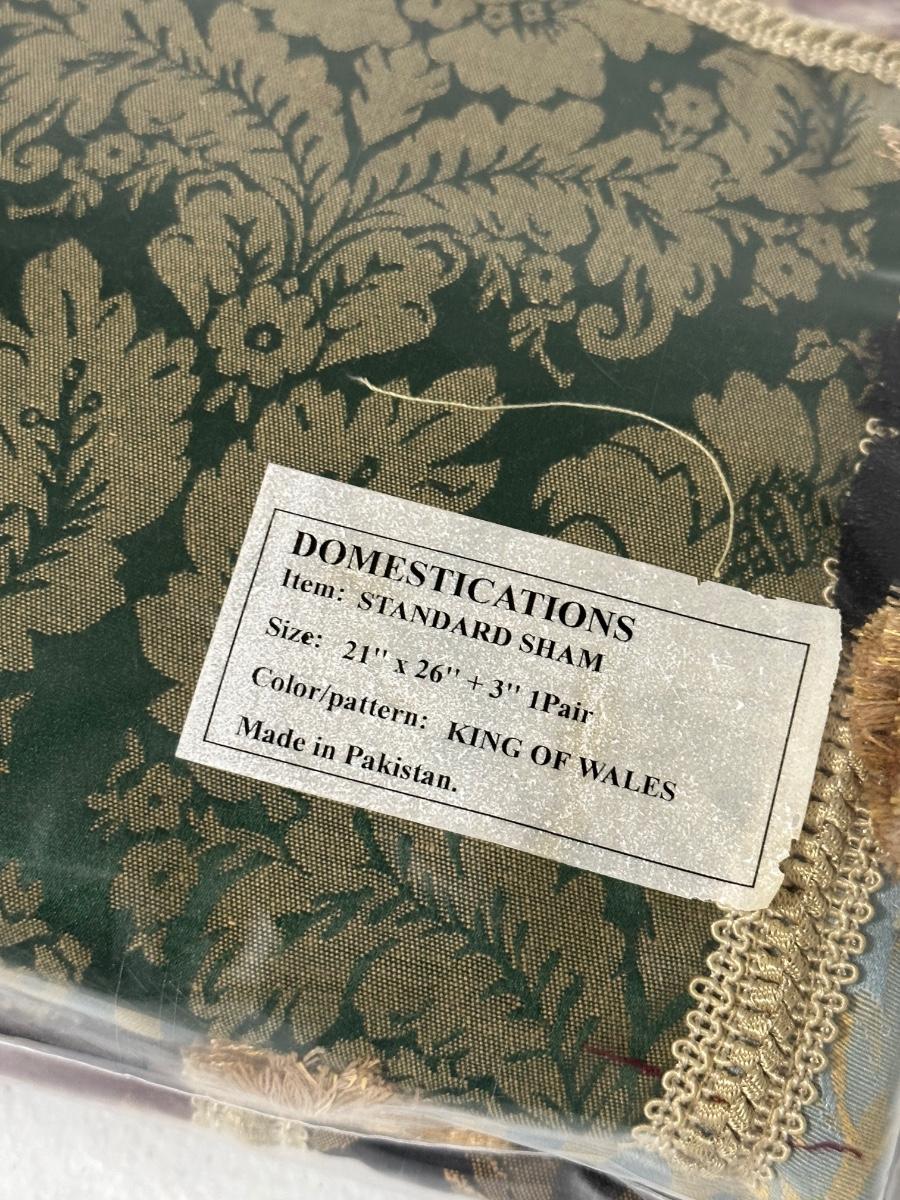 DOMESTICATIONS
Item: STANDARD SHAM
Size: 21" x 26" + 3" 1Pair
Color/pattern: KING OF WALES
Made in Pakistan.